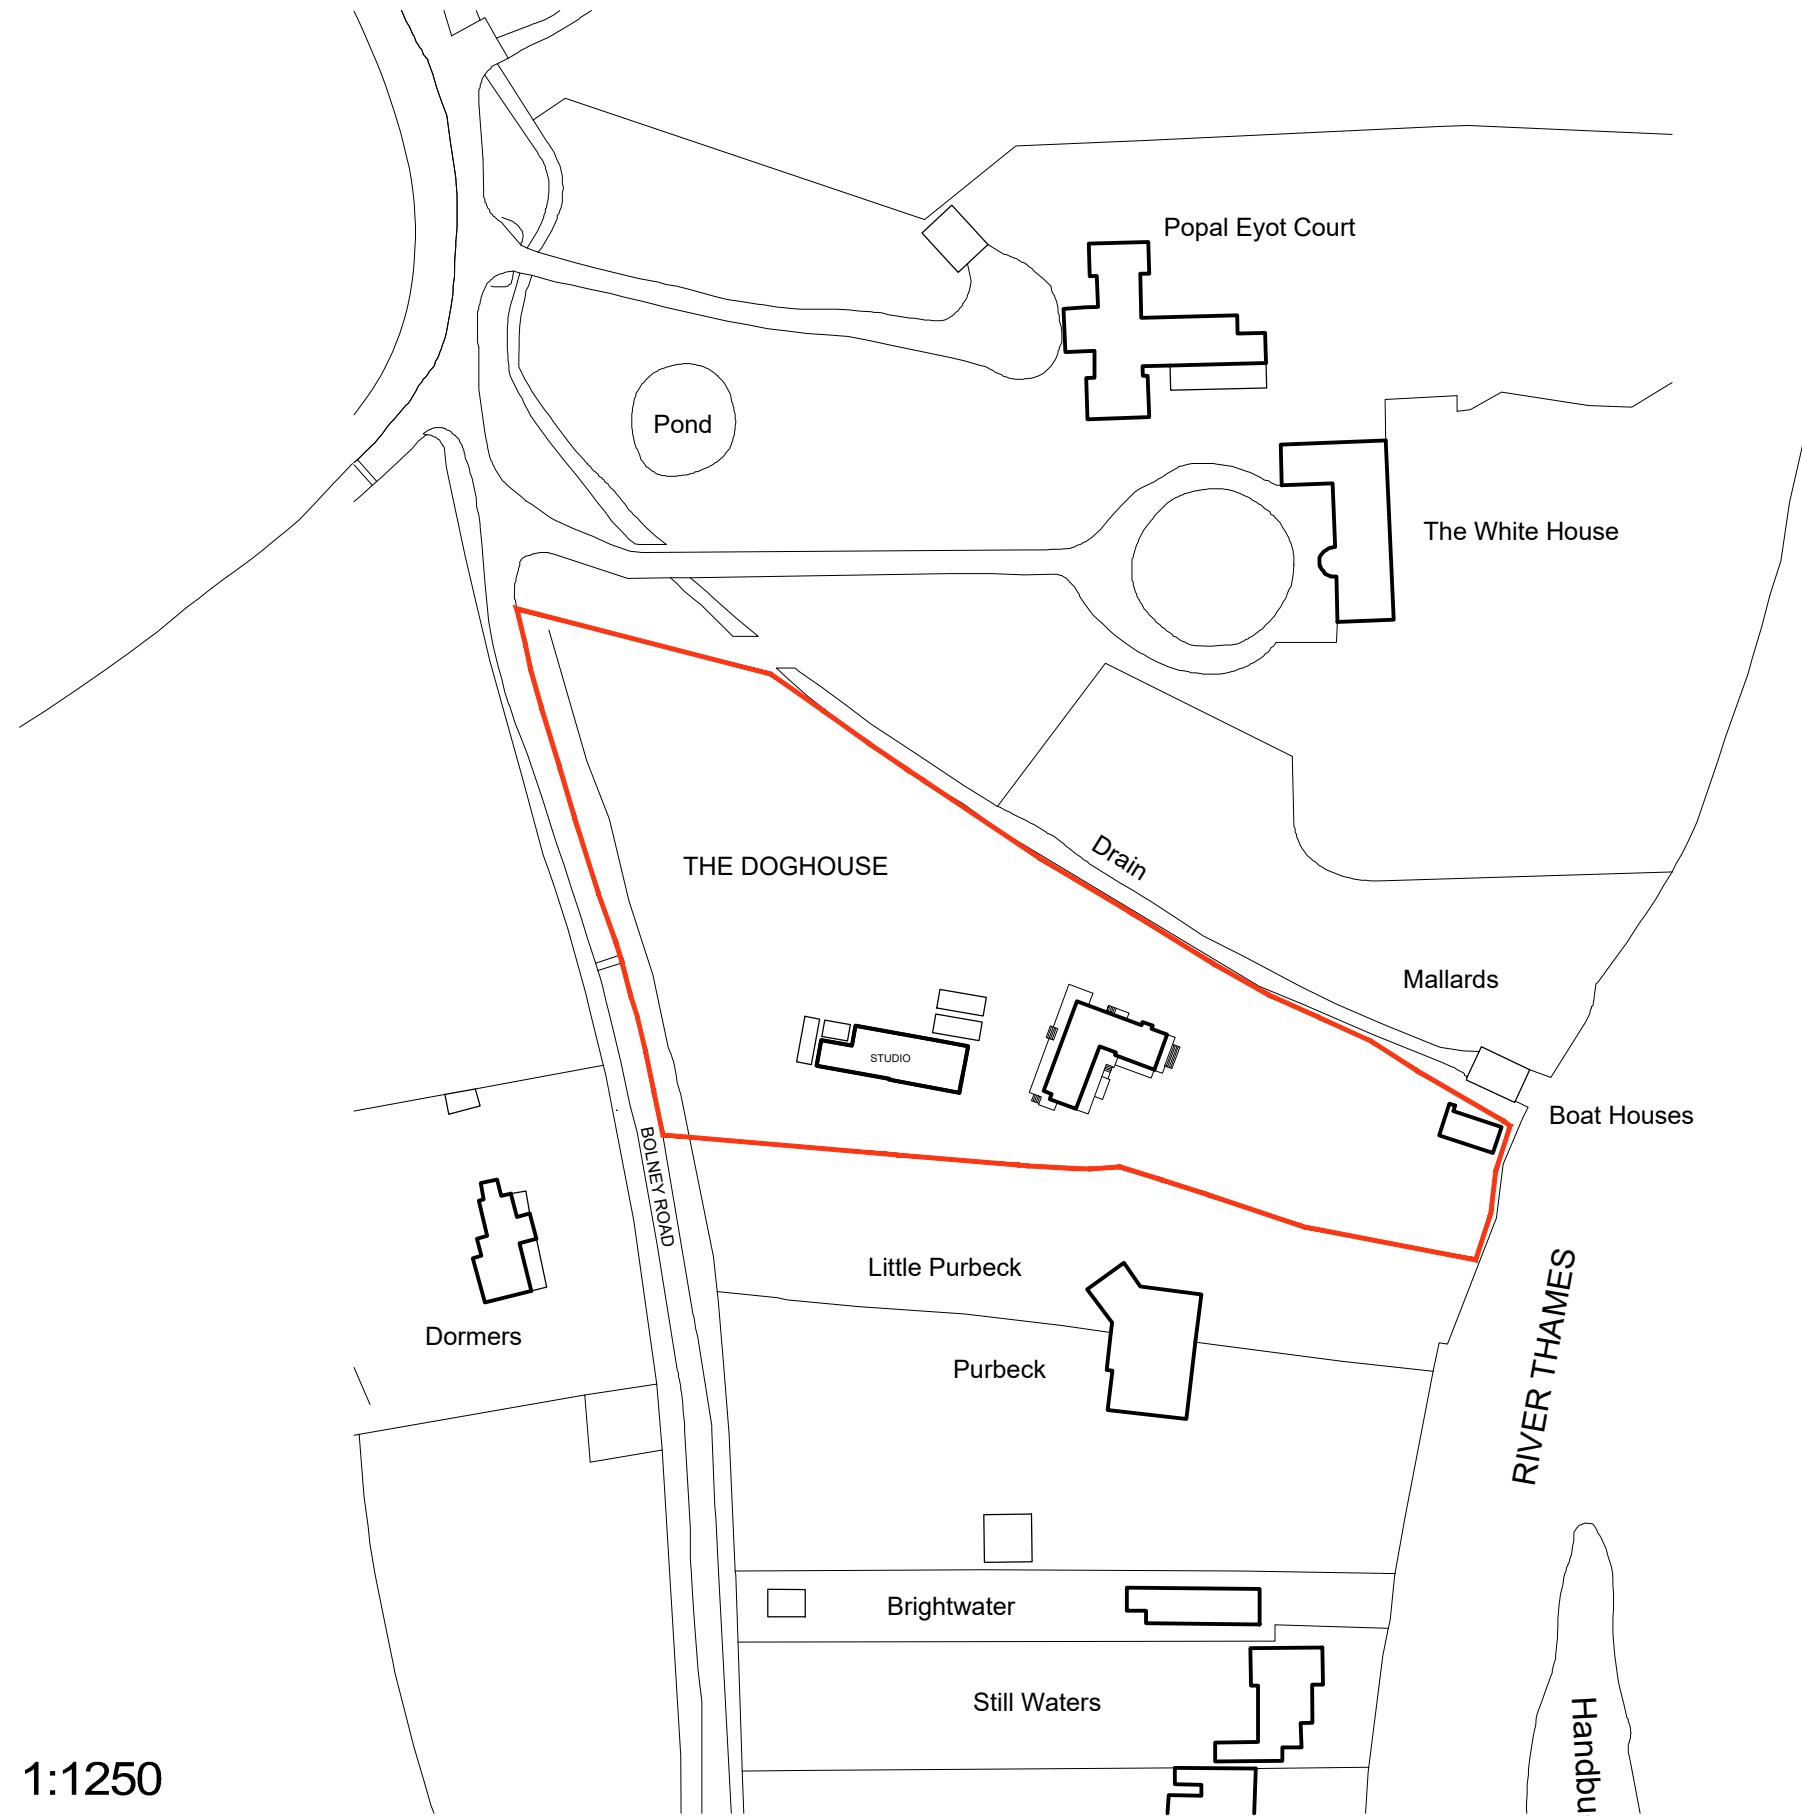 Popal Eyot Court
Pond
The White House
THE DOGHOUSE
Drain
Mallards
STUDIO
Boat Houses
BOLNEY ROAD
Little Purbeck
Dormers
Purbeck
RIVER THAMES
Brightwater
Still Waters
Handbu
1:1250